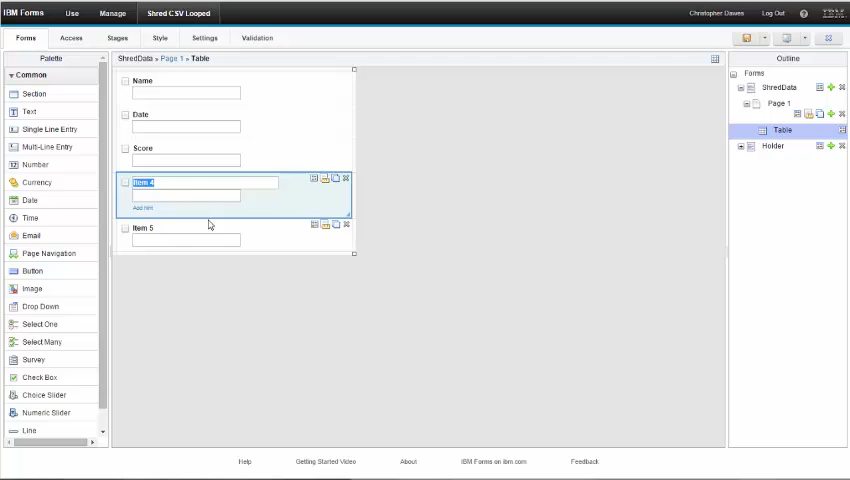 IBM Forms Use Manage Shred CSV Looped Christopher Dawes Log Out ? IBM
Forms Access Stages Style Settings Validation
Palette ShredData » Page 1 » Table Outline
Common
Section
Text
Single Line Entry
Multi-Line Entry
Number
Currency
Date
Time
Email
Page Navigation
Button
Image
Drop Down
Select One
Select Many
Survey
Check Box
Choice Slider
Numeric Slider
Line
Name
Date
Score
Item 4
Add hint
Item 5
Forms
ShredData
Page 1
Table
Holder
Help Getting Started Video About IBM Forms on ibm.com Feedback